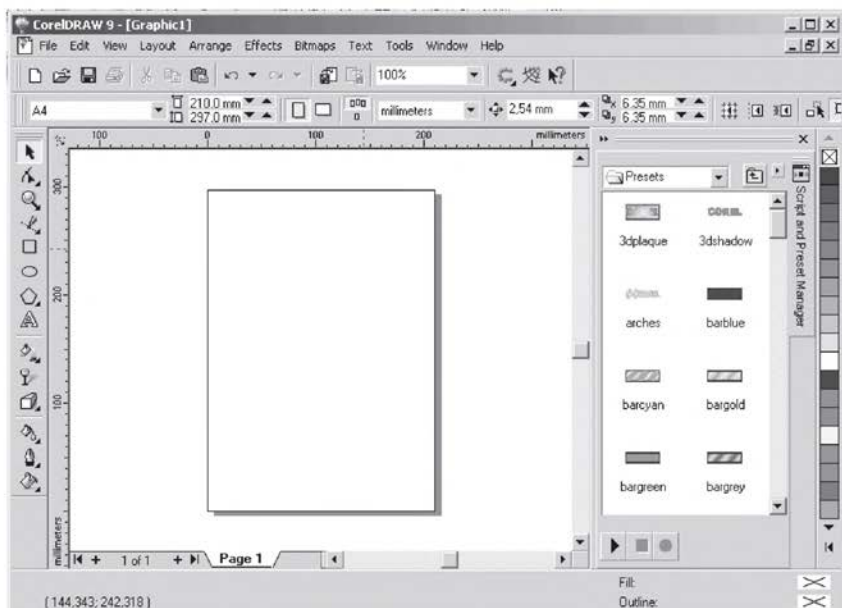 CorelDRAW 9 - [Graphic1]
File Edit View Layout Arrange Effects Bitmaps Text Tools Window Help
100%
A4
210.0 mm
297.0 mm
millimeters
2,54 mm
x 6.35 mm
y 6.35 mm
100 0 100 200 millimeters
300
200
100
millimeters
Presets
3dplaque 3dshadow
arches barblue
barcyan bargold
bargreen bargrey
Script and Preset Manager
1 of 1 Page 1
Fill:
(144,343; 242,318) Outline: